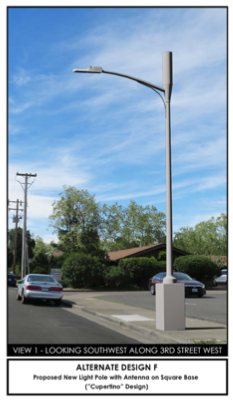 VIEW 1 - LOOKING SOUTHWEST ALONG 3RD STREET WEST
ALTERNATE DESIGN F
Proposed New Light Pole with Antenna on Square Base
("Cupertino" Design)